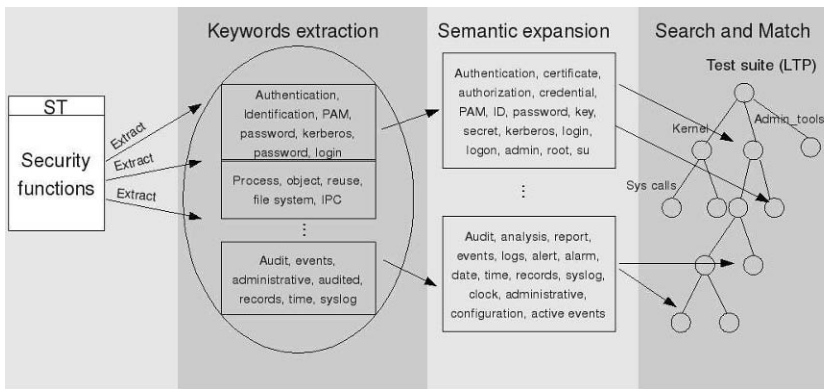 Keywords extraction
Semantic expansion
Search and Match
ST
Security
functions
Extract
Extract
Extract
Authentication,
Identification, PAM,
password, kerberos,
password, login
Process, object, reuse,
file system, IPC
...
Audit, events,
administrative, audited,
records, time, syslog
Authentication, certificate,
authorization, credential,
PAM, ID, password, key,
secret, kerberos, login,
logon, admin, root, su
...
Audit, analysis, report,
events, logs, alert, alarm,
date, time, records, syslog,
clock, administrative,
configuration, active events
Test suite (LTP)
Kernel
Admin_tools
Sys calls